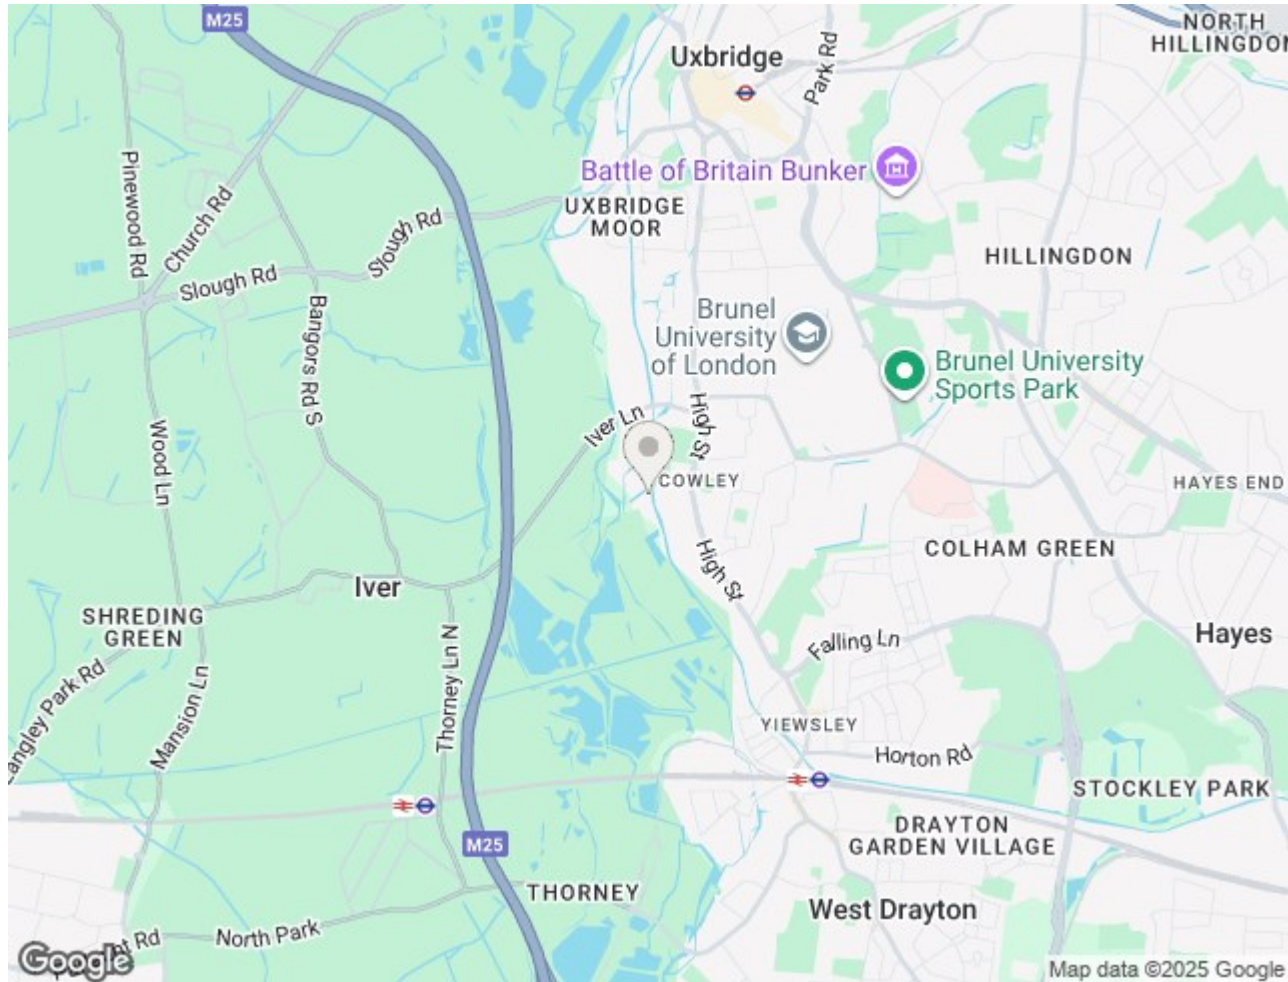 M25
NORTH
HILLINGDON
Uxbridge
Park Rd
Pinewood Rd
Church Rd
Battle of Britain Bunker
UXBRIDGE
MOOR
Slough Rd
HILLINGDON
Slough Rd
Bangors Rd S
Brunel
University
of London
Brunel University
Sports Park
High St
Iver Ln
Wood Ln
COWLEY
HAYES END
COLHAM GREEN
High St
Iver
SHREDING
GREEN
Hayes
Falling Ln
Thorney Ln N
Langley Park Rd
Mansion Ln
YIEWSLEY
Horton Rd
STOCKLEY PARK
M25
DRAYTON
GARDEN VILLAGE
THORNEY
West Drayton
North Park
Rd
Google
Map data ©2025 Google